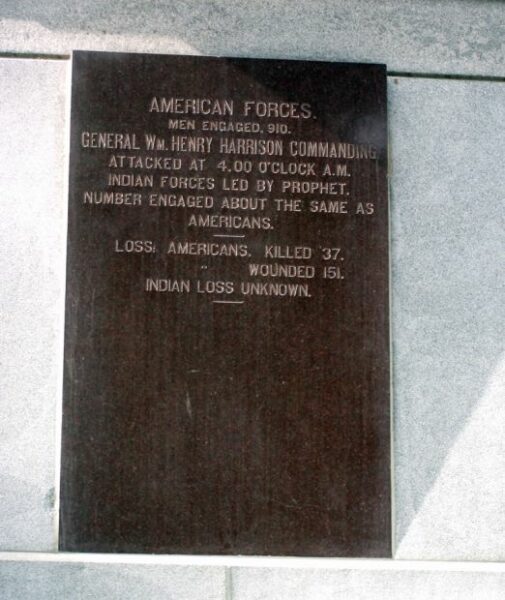 AMERICAN FORCES.
MEN ENGAGED, 910.
GENERAL WM. HENRY HARRISON COMMANDING
ATTACKED AT 4.00 O'CLOCK A.M.
INDIAN FORCES LED BY PROPHET.
NUMBER ENGAGED ABOUT THE SAME AS
AMERICANS.
LOSS: AMERICANS, KILLED 37.
" WOUNDED 151.
INDIAN LOSS UNKNOWN.